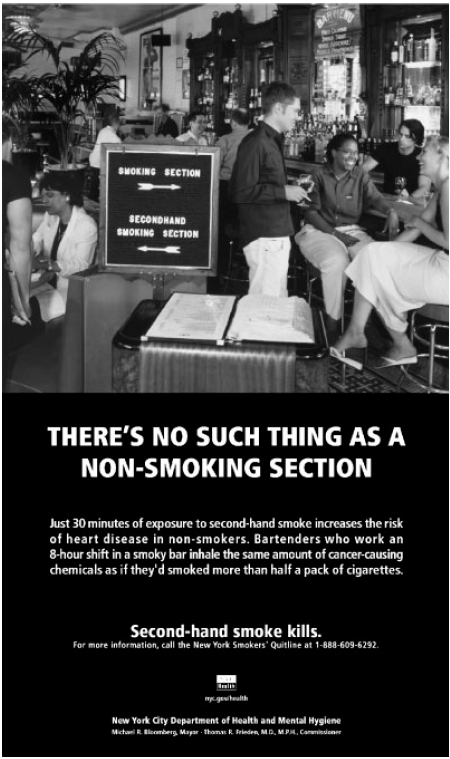 SMOKING SECTION
SECONDHAND
SMOKING SECTION
THERE'S NO SUCH THING AS A
NON-SMOKING SECTION
Just 30 minutes of exposure to second-hand smoke increases the risk
of heart disease in non-smokers. Bartenders who work an
8-hour shift in a smoky bar inhale the same amount of cancer-causing
chemicals as if they'd smoked more than half a pack of cigarettes.
Second-hand smoke kills.
For more information, call the New York Smokers' Quitline at 1-888-609-6292.
Health
nyc.gov/health
New York City Department of Health and Mental Hygiene
Michael R. Bloomberg, Mayor · Thomas R. Frieden, M.D., M.P.H., Commissioner